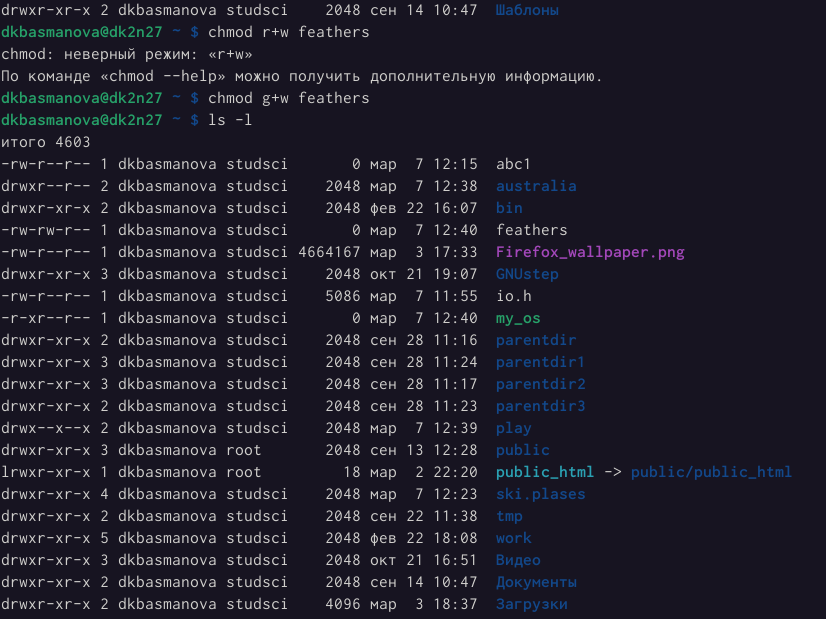 drwxr-xr-x 2 dkbasmanova studsci    2048 сен 14 10:47  Шаблоны
dkbasmanova@dk2n27 ~ $ chmod r+w feathers
chmod: неверный режим: «r+w»
По команде «chmod --help» можно получить дополнительную информацию.
dkbasmanova@dk2n27 ~ $ chmod g+w feathers
dkbasmanova@dk2n27 ~ $ ls -l
итого 4603
-rw-r--r-- 1 dkbasmanova studsci       0 мар  7 12:15  abc1
drwxr--r-- 2 dkbasmanova studsci    2048 мар  7 12:38  australia
drwxr-xr-x 2 dkbasmanova studsci    2048 фев 22 16:07  bin
-rw-rw-r-- 1 dkbasmanova studsci       0 мар  7 12:40  feathers
-rw-r--r-- 1 dkbasmanova studsci 4664167 мар  3 17:33  Firefox_wallpaper.png
drwxr-xr-x 3 dkbasmanova studsci    2048 окт 21 19:07  GNUstep
-rw-r--r-- 1 dkbasmanova studsci    5086 мар  7 11:55  io.h
-r-xr--r-- 1 dkbasmanova studsci       0 мар  7 12:40  my_os
drwxr-xr-x 2 dkbasmanova studsci    2048 сен 28 11:16  parentdir
drwxr-xr-x 3 dkbasmanova studsci    2048 сен 28 11:24  parentdir1
drwxr-xr-x 3 dkbasmanova studsci    2048 сен 28 11:17  parentdir2
drwxr-xr-x 2 dkbasmanova studsci    2048 сен 28 11:23  parentdir3
drwx--x--x 2 dkbasmanova studsci    2048 мар  7 12:39  play
drwxr-xr-x 3 dkbasmanova root       2048 сен 13 12:28  public
lrwxr-xr-x 1 dkbasmanova root         18 мар  2 22:20  public_html -> public/public_html
drwxr-xr-x 4 dkbasmanova studsci    2048 мар  7 12:23  ski.plases
drwxr-xr-x 2 dkbasmanova studsci    2048 сен 22 11:38  tmp
drwxr-xr-x 5 dkbasmanova studsci    2048 фев 22 18:08  work
drwxr-xr-x 3 dkbasmanova studsci    2048 окт 21 16:51  Видео
drwxr-xr-x 2 dkbasmanova studsci    2048 сен 14 10:47  Документы
drwxr-xr-x 2 dkbasmanova studsci    4096 мар  3 18:37  Загрузки